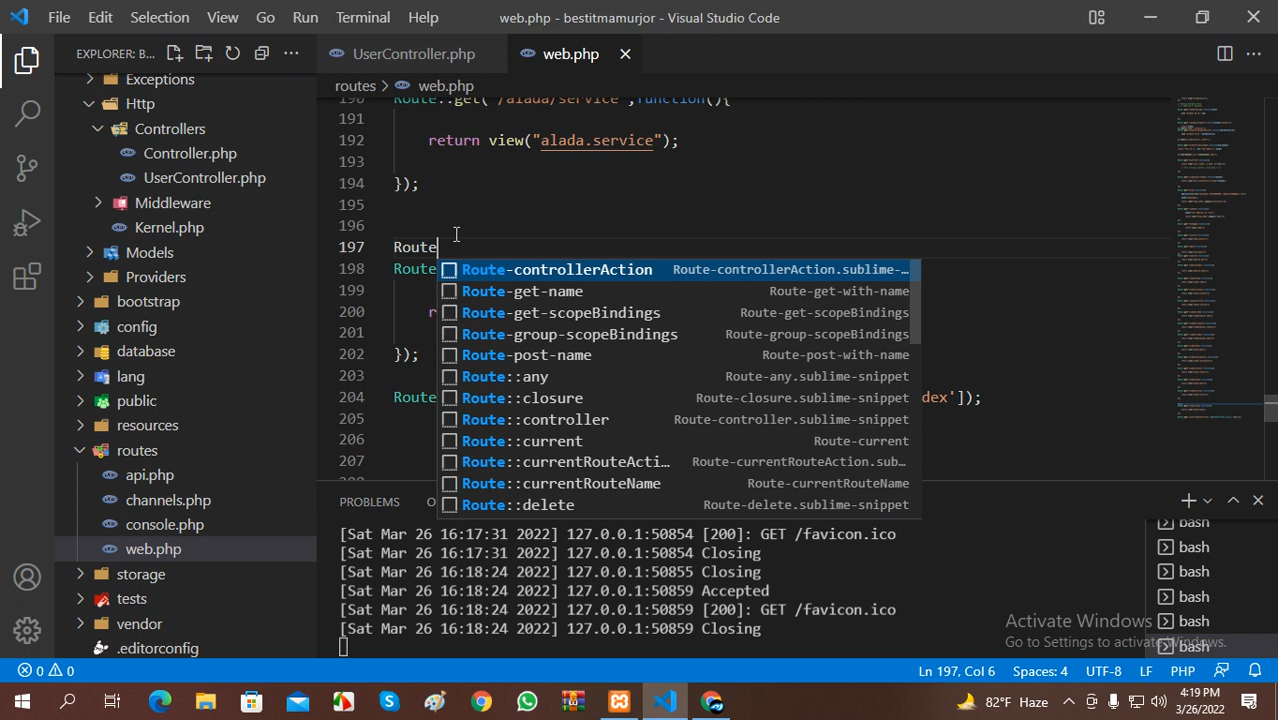 File Edit Selection View Go Run Terminal Help web.php - bestitmamurjor - Visual Studio Code
EXPLORER: B...
UserController.php
web.php
routes > web.php
Exceptions
Http
Controllers
Controller.php
UserController.php
Middleware
Kernel.php
Models
Providers
bootstrap
config
database
lang
public
resources
routes
api.php
channels.php
console.php
web.php
storage
tests
vendor
.editorconfig
190 Route::get("/alada/service",function(){
191
192 return view("alada.service");
193
194 });
195
196
197 Route
198 Route
199
200 r
201
202 });
203
204 Route dex']);
205
206
207
208
Route-controllerAction Route-controllerAction.sublime-...
Route-get-name Route-get-with-name
Route-get-scopeBindings Route-get-scopeBindings
Route-group-scopeBindings Route-group-scopeBindings
Route-post-name Route-post-with-name
Route::any Route-any.sublime-snippet
Route::closure Route-closure.sublime-snippet
Route::controller Route-controller.sublime-snippet
Route::current Route-current
Route::currentRouteActi... Route-currentRouteAction.sub...
Route::currentRouteName Route-currentRouteName
Route::delete Route-delete.sublime-snippet
PROBLEMS O
[Sat Mar 26 16:17:31 2022] 127.0.0.1:50854 [200]: GET /favicon.ico
[Sat Mar 26 16:17:31 2022] 127.0.0.1:50854 Closing
[Sat Mar 26 16:18:24 2022] 127.0.0.1:50855 Closing
[Sat Mar 26 16:18:24 2022] 127.0.0.1:50859 Accepted
[Sat Mar 26 16:18:24 2022] 127.0.0.1:50859 [200]: GET /favicon.ico
[Sat Mar 26 16:18:24 2022] 127.0.0.1:50859 Closing
bash
bash
bash
bash
bash
bash
Activate Windows
Go to Settings to activate Windows.
0 0
Ln 197, Col 6 Spaces: 4 UTF-8 LF PHP
82°F Haze
4:19 PM
3/26/2022